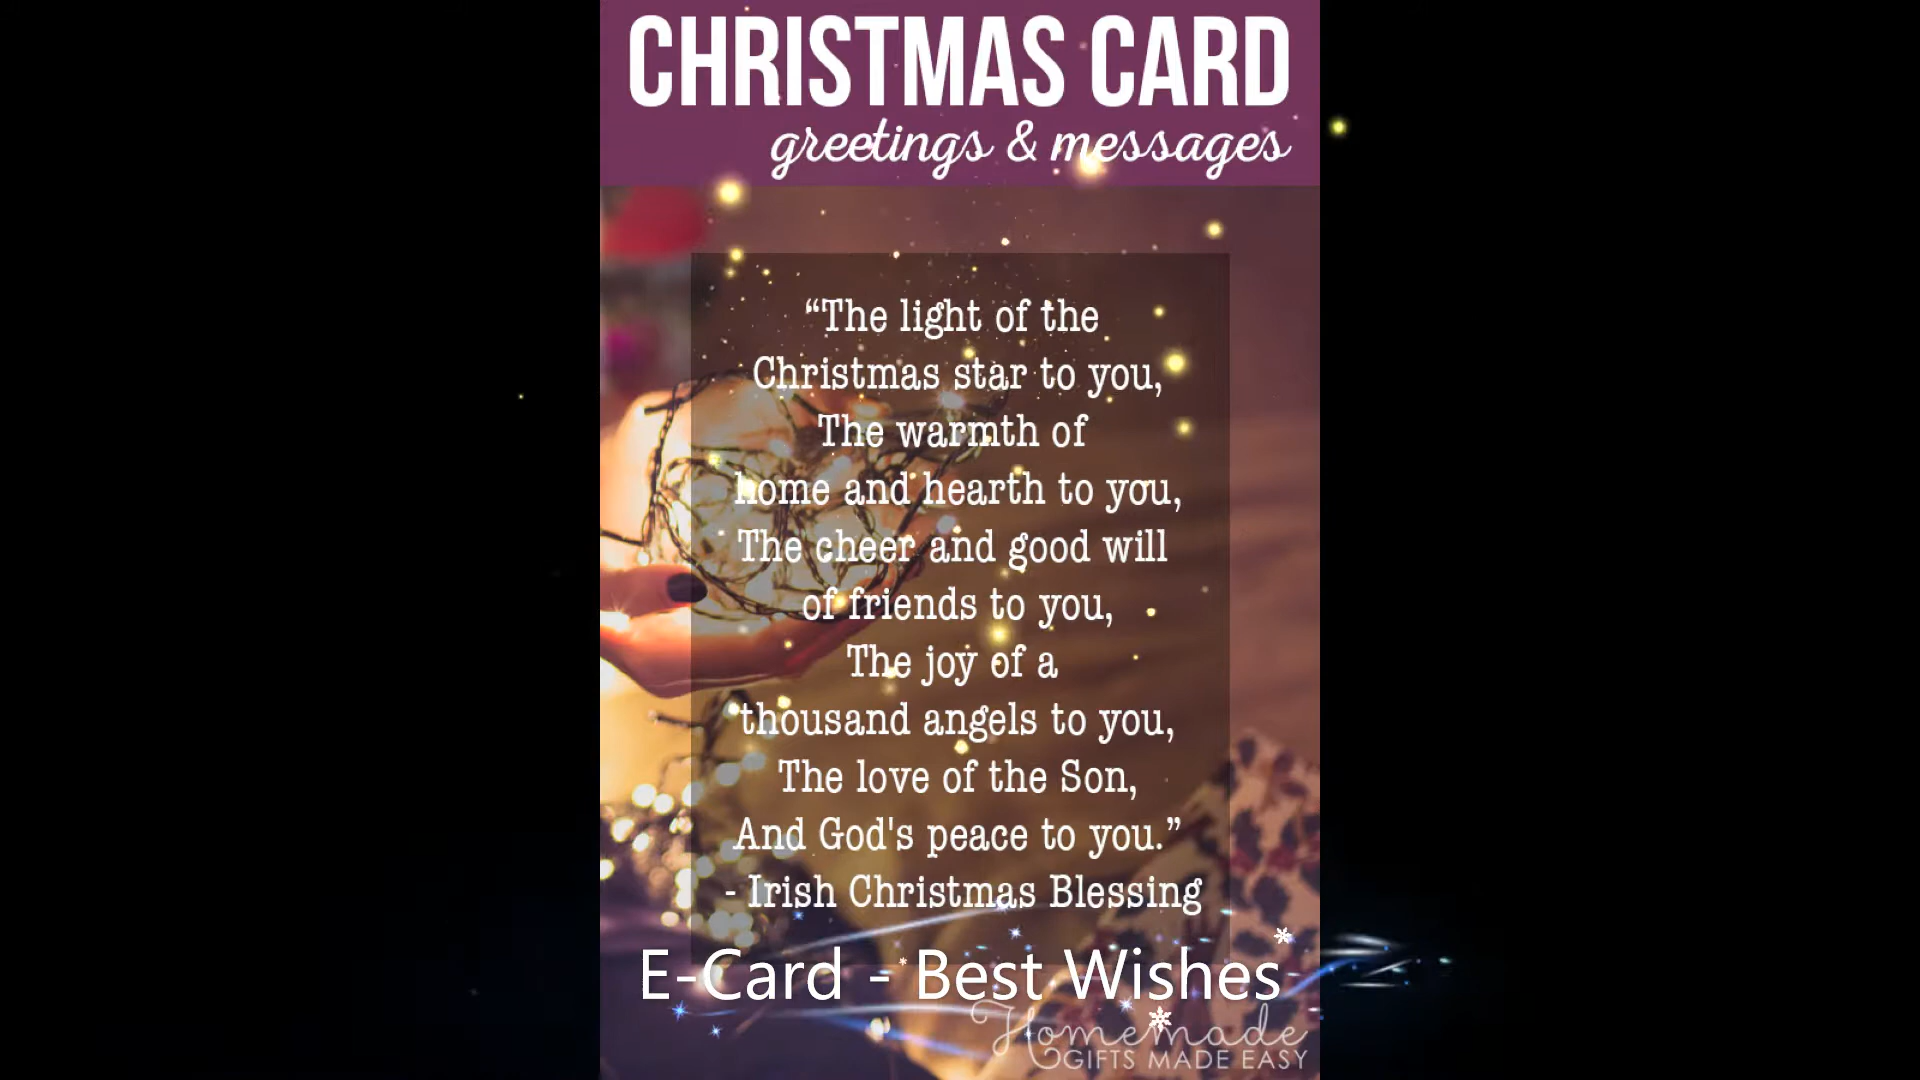 CHRISTMAS CARD
greetings & messages
“The light of the
Christmas star to you,
The warmth of
home and hearth to you,
The cheer and good will
of friends to you,
The joy of a
thousand angels to you,
The love of the Son,
And God's peace to you.”
- Irish Christmas Blessing
E-Card - Best Wishes
Homemade
GIFTS MADE EASY